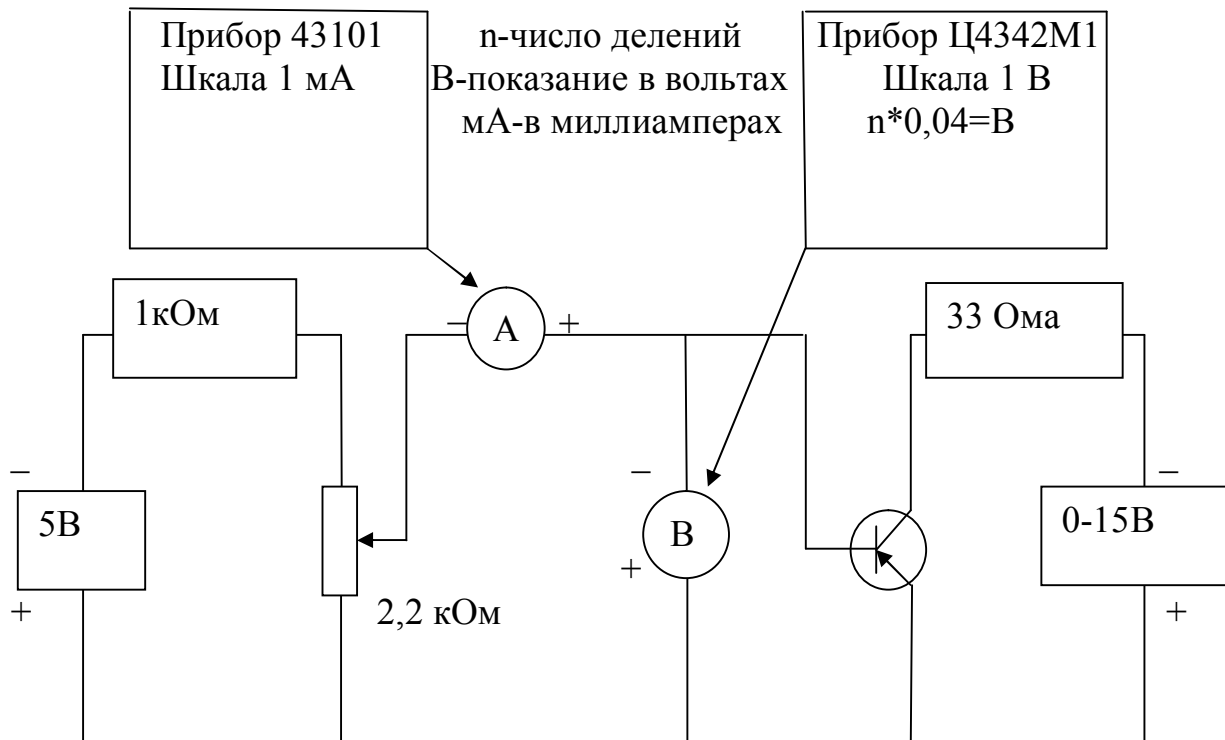 Прибор 43101
Шкала 1 мА
n-число делений
В-показание в вольтах
мА-в миллиамперах
Прибор Ц4342М1
Шкала 1 В
n*0,04=В
1кОм
– А +
33 Ома
–
5В
+
2,2 кОм
–
В
+
–
0-15В
+